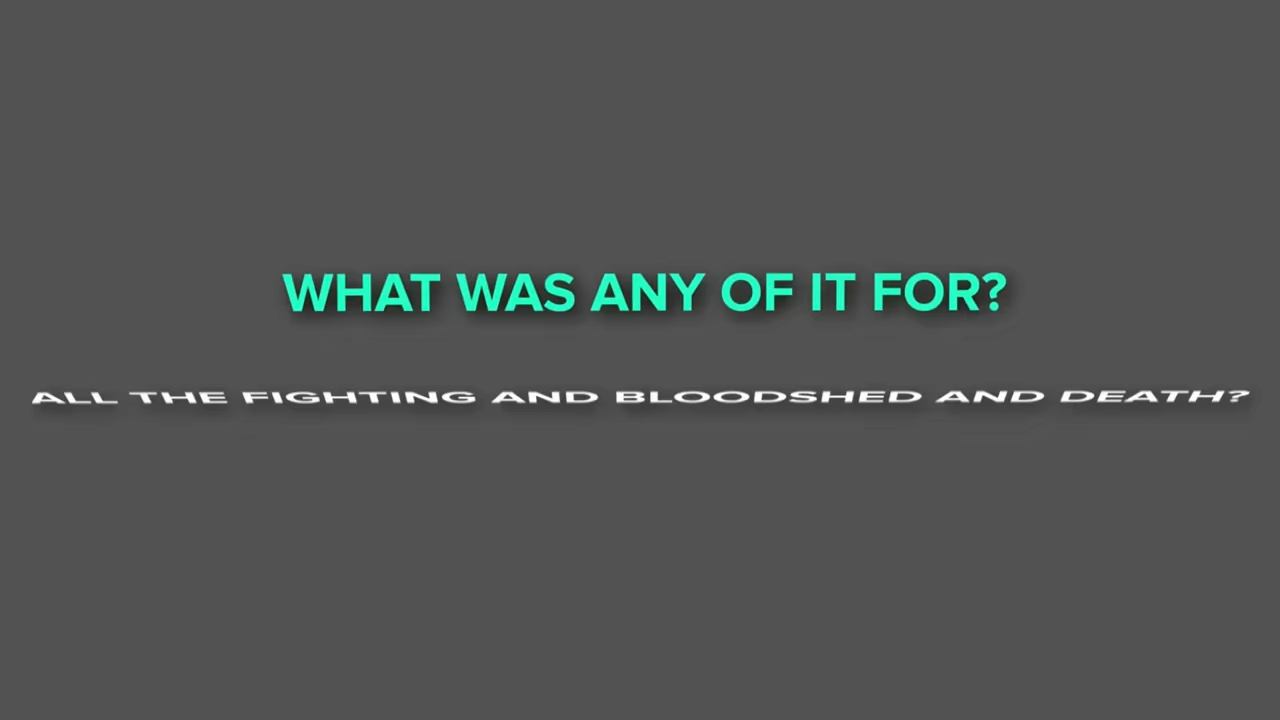 WHAT WAS ANY OF IT FOR?
ALL THE FIGHTING AND BLOODSHED AND DEATH?